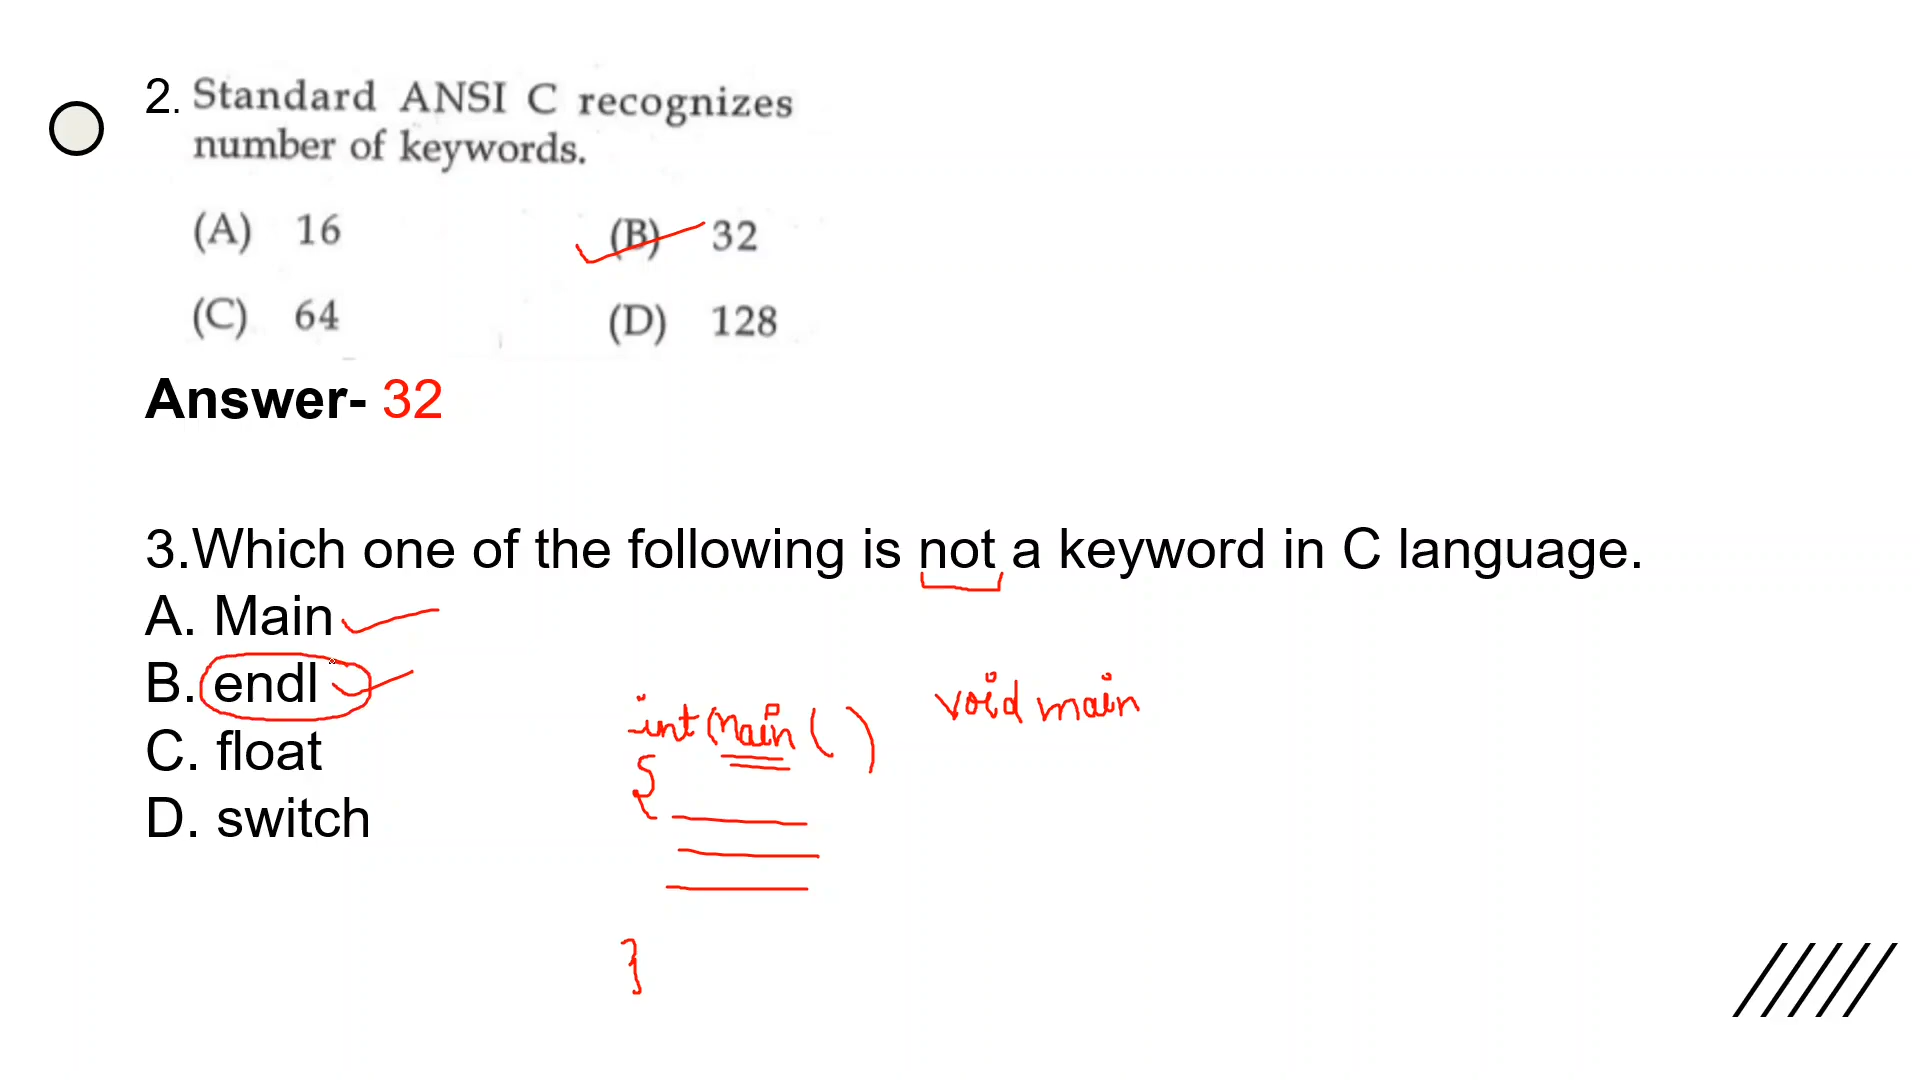 2. Standard ANSI C recognizes
number of keywords.
(A) 16 (B) 32
(C) 64 (D) 128
Answer- 32
3.Which one of the following is not a keyword in C language.
A. Main
B. endl
C. float
D. switch
int main ( ) void main
{
}